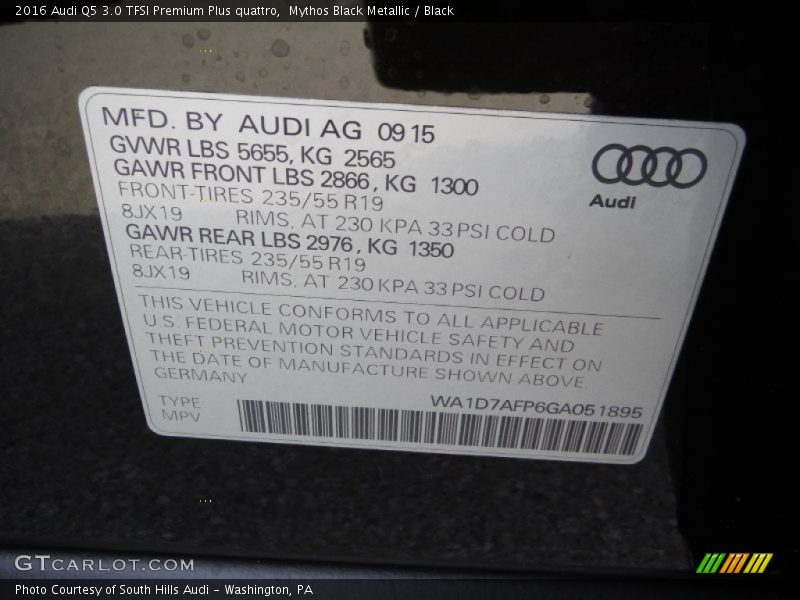 2016 Audi Q5 3.0 TFSI Premium Plus quattro, Mythos Black Metallic / Black
MFD. BY AUDI AG 09 15
GVWR LBS 5655, KG 2565
GAWR FRONT LBS 2866, KG 1300
FRONT-TIRES 235/55 R19
8JX19 RIMS, AT 230 KPA 33 PSI COLD
GAWR REAR LBS 2976, KG 1350
REAR-TIRES 235/55 R19
8JX19 RIMS, AT 230 KPA 33 PSI COLD
Audi
THIS VEHICLE CONFORMS TO ALL APPLICABLE
U.S. FEDERAL MOTOR VEHICLE SAFETY AND
THEFT PREVENTION STANDARDS IN EFFECT ON
THE DATE OF MANUFACTURE SHOWN ABOVE
GERMANY
TYPE WA1D7AFP6GA051895
MPV
GTCARLOT.COM
Photo Courtesy of South Hills Audi - Washington, PA